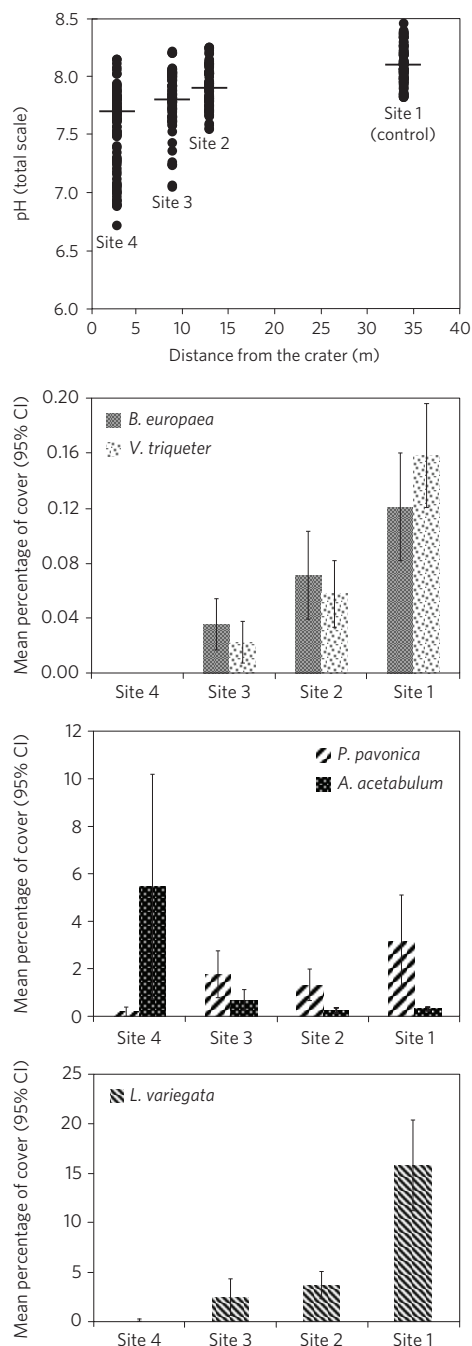 8.5
8.0
7.5
7.0
6.5
6.0
pH (total scale)
Site 4
Site 3
Site 2
Site 1
(control)
0 5 10 15 20 25 30 35 40
Distance from the crater (m)
0.20
0.16
0.12
0.08
0.04
0.00
Mean percentage of cover (95% CI)
B. europaea
V. triqueter
Site 4 Site 3 Site 2 Site 1
12
10
8
6
4
2
0
Mean percentage of cover (95% CI)
P. pavonica
A. acetabulum
Site 4 Site 3 Site 2 Site 1
25
20
15
10
5
0
Mean percentage of cover (95% CI)
L. variegata
Site 4 Site 3 Site 2 Site 1